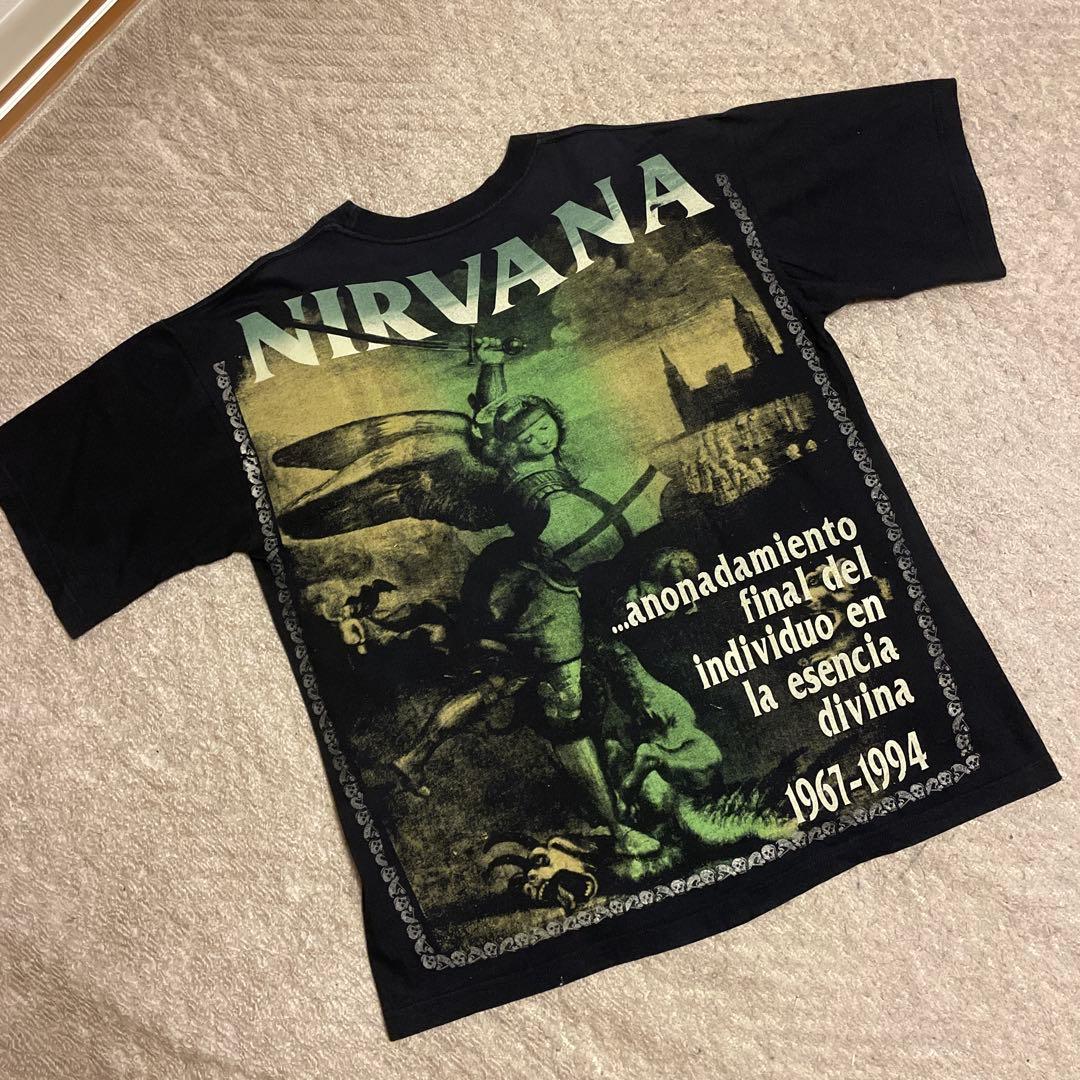 NIRVANA
...anonadamiento
final del
individuo en
la esencia
divina
1967-1994